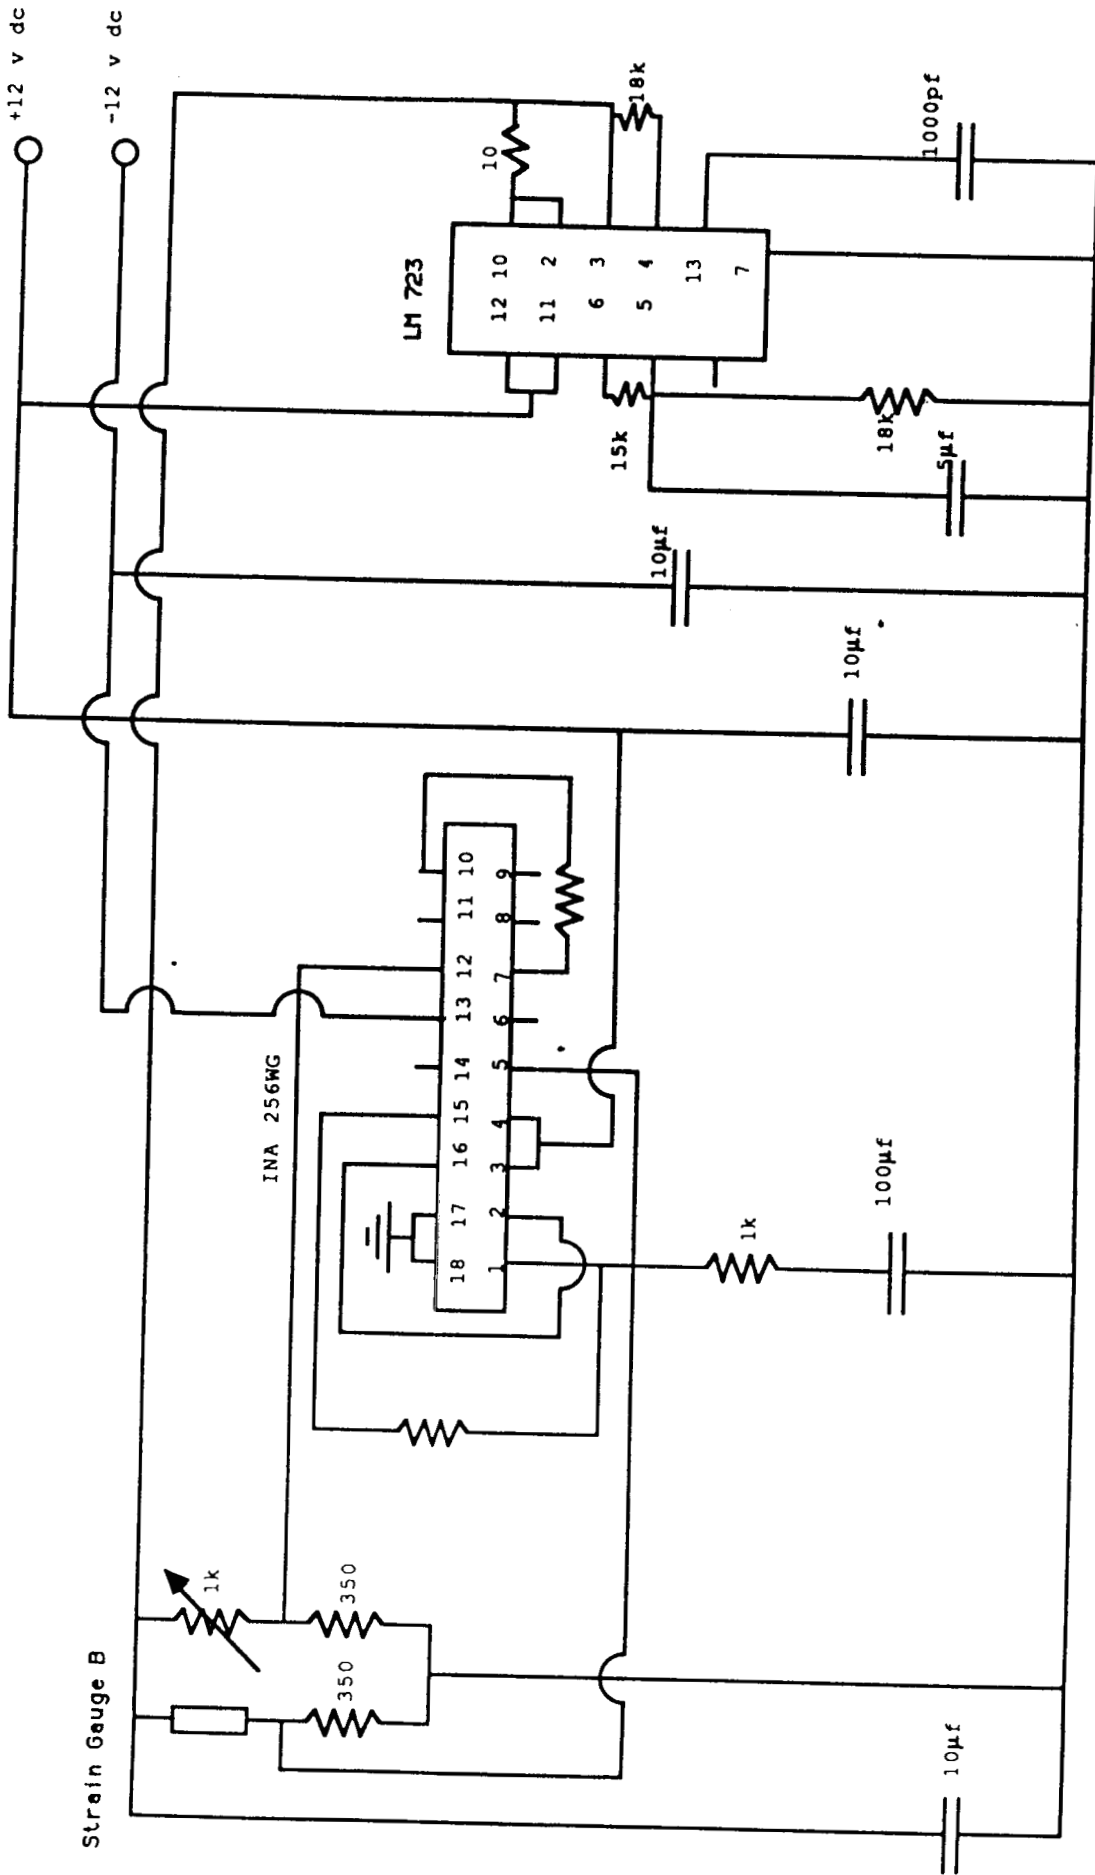 Strain Gauge B
+12 v dc
-12 v dc
1k
350
350
10µf
INA 256WG
18 17 16 15 14 13 12 11 10
1 2 3 4 5 6 7 8 9
1k
100µf
10µf
10µf
LM 723
12 10
11 2
6 3
5 4
13
7
10
18k
15k
18k
5µf
1000pf